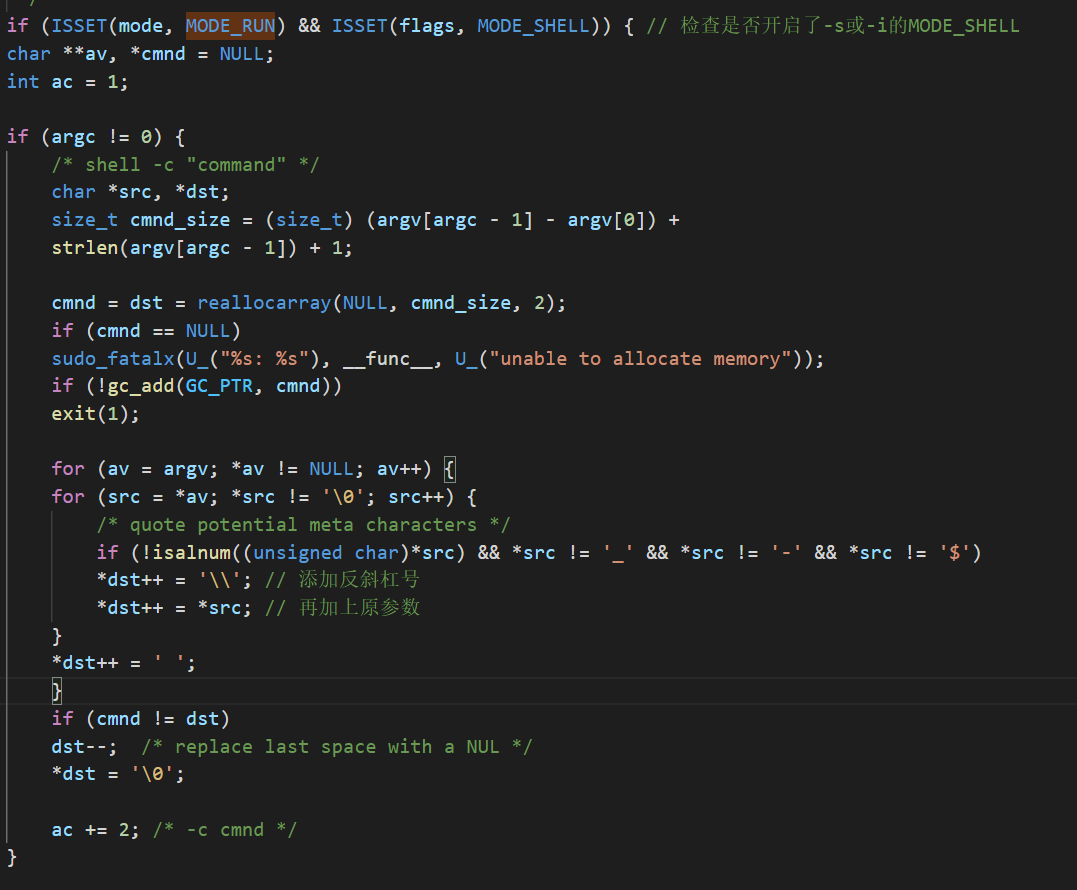 if (ISSET(mode, MODE_RUN) && ISSET(flags, MODE_SHELL)) { // 检查是否开启了-s或-i的MODE_SHELL
char **av, *cmnd = NULL;
int ac = 1;

if (argc != 0) {
    /* shell -c "command" */
    char *src, *dst;
    size_t cmnd_size = (size_t) (argv[argc - 1] - argv[0]) +
    strlen(argv[argc - 1]) + 1;

    cmnd = dst = reallocarray(NULL, cmnd_size, 2);
    if (cmnd == NULL)
    sudo_fatalx(U_("%s: %s"), __func__, U_("unable to allocate memory"));
    if (!gc_add(GC_PTR, cmnd))
    exit(1);

    for (av = argv; *av != NULL; av++) {
    for (src = *av; *src != '\0'; src++) {
        /* quote potential meta characters */
        if (!isalnum((unsigned char)*src) && *src != '_' && *src != '-' && *src != '$')
        *dst++ = '\\'; // 添加反斜杠号
        *dst++ = *src; // 再加上原参数
    }
    *dst++ = ' ';
    }
    if (cmnd != dst)
    dst--;  /* replace last space with a NUL */
    *dst = '\0';

    ac += 2; /* -c cmnd */
}